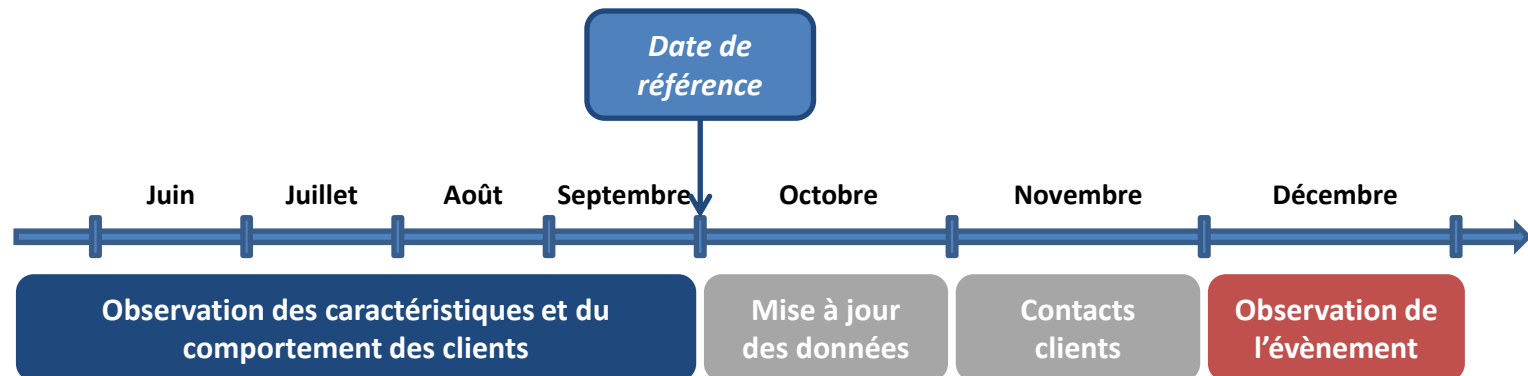 Date de
référence
Juin Juillet Août Septembre Octobre Novembre Décembre
Observation des caractéristiques et du
comportement des clients
Mise à jour
des données
Contacts
clients
Observation de
l'évènement